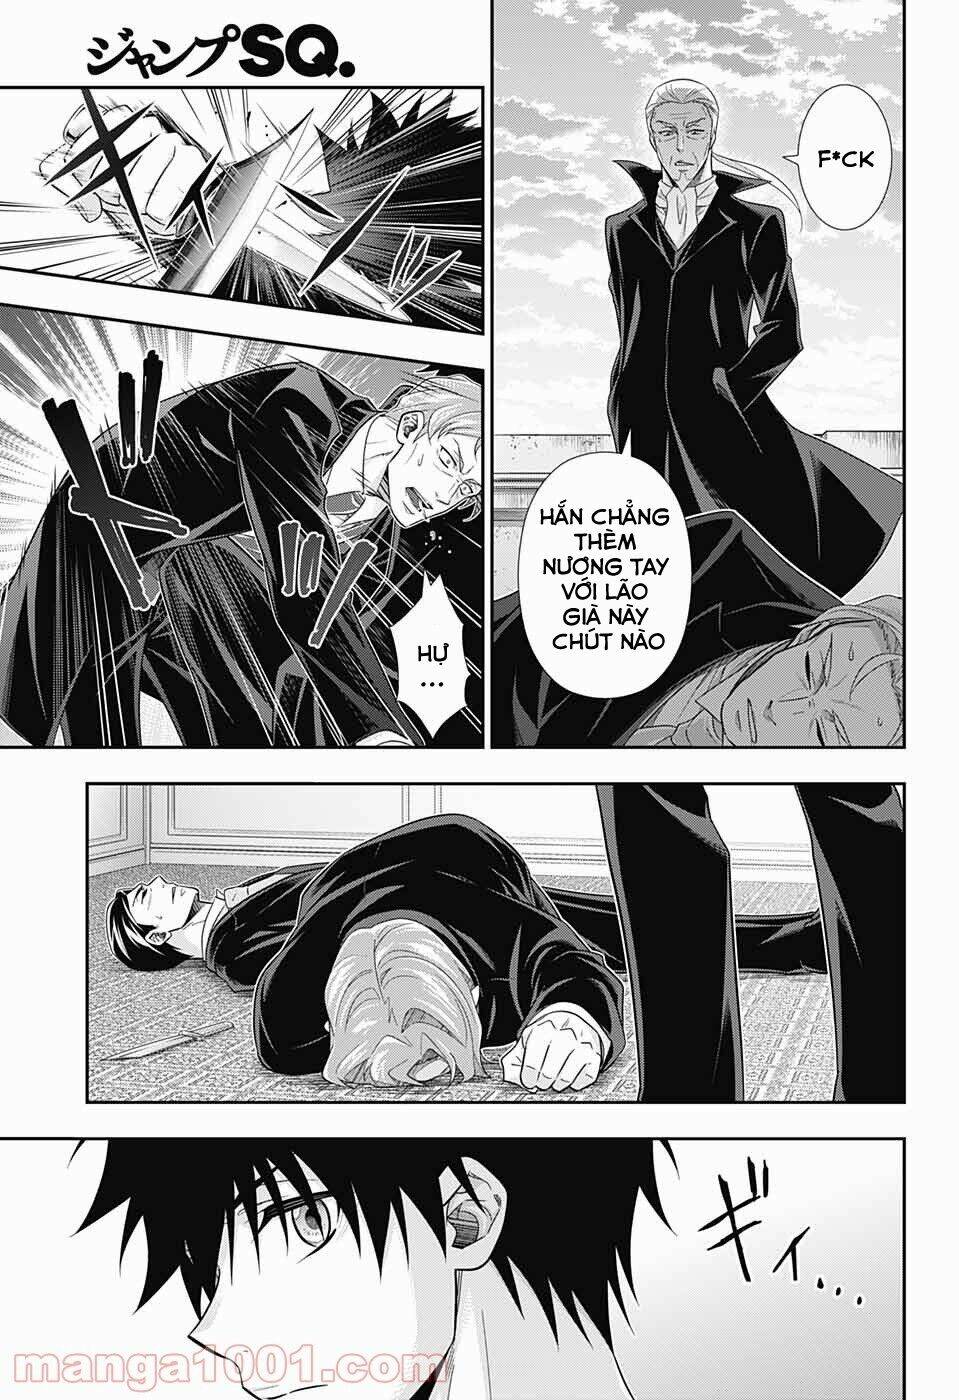 ジャンプSQ.
F*CK
HẮN CHẲNG
THÈM
NƯƠNG TAY
VỚI LÃO
GIÀ NÀY
CHÚT NÀO
HỰ
...
ギィ...
manga1001.com